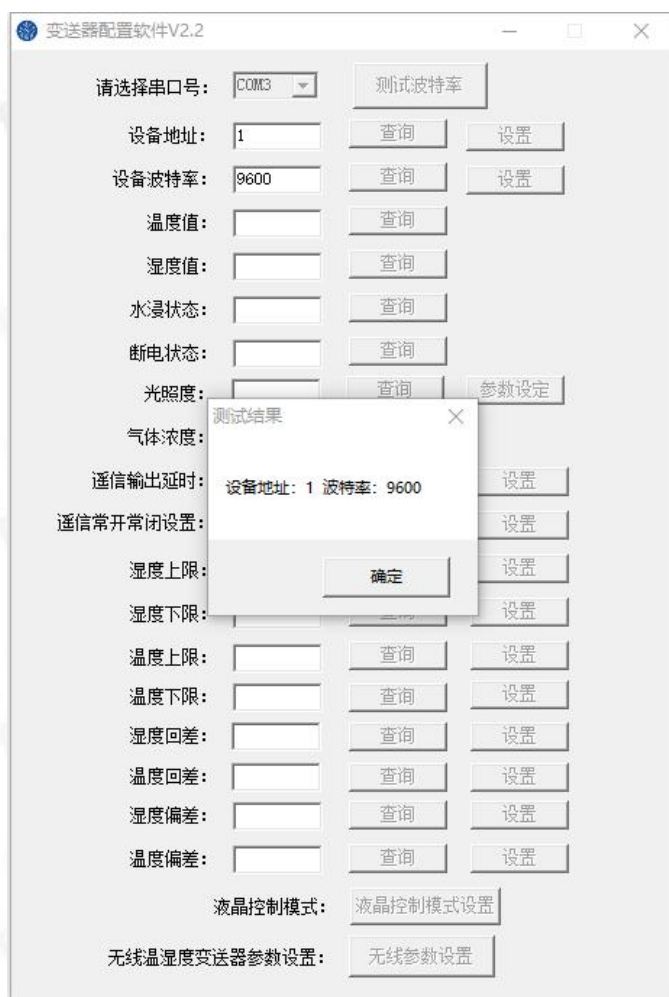 变送器配置软件V2.2
请选择串口号： COM3 测试波特率
设备地址： 1 查询 设置
设备波特率： 9600 查询 设置
温度值： 查询
湿度值： 查询
水浸状态： 查询
断电状态： 查询
光照度： 查询 参数设定
测试结果
气体浓度：
遥信输出延时： 设置
设备地址：1 波特率：9600
遥信常开常闭设置： 设置
湿度上限： 设置
确定
湿度下限： 设置
温度上限： 查询 设置
温度下限： 查询 设置
湿度回差： 查询 设置
温度回差： 查询 设置
湿度偏差： 查询 设置
温度偏差： 查询 设置
液晶控制模式： 液晶控制模式设置
无线温湿度变送器参数设置： 无线参数设置